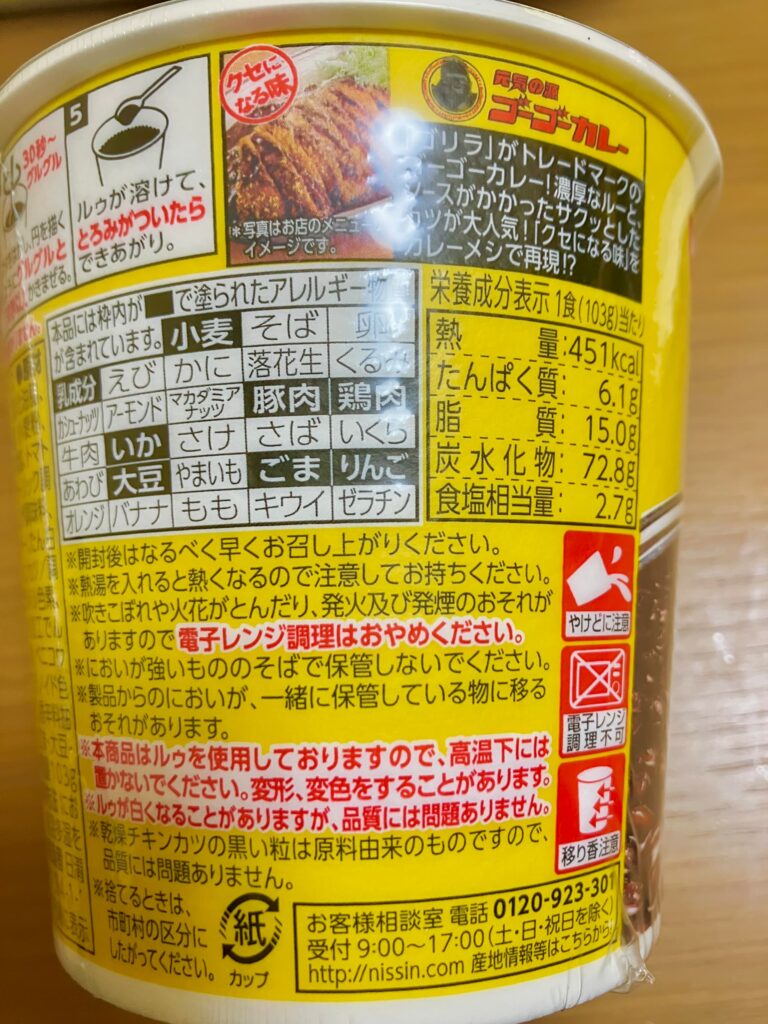 5
30秒〜
グルグル
円を描く
グルグルと
かきまぜる。
ルゥが溶けて、
とろみがついたら
できあがり。
クセに
なる味
*写真はお店のメニュー
イメージです。
元気の源
ゴーゴーカレー
ゴリラ」がトレードマークの
ーゴーカレー!濃厚なルーと、
ソースがかかったサクッとした
カツが大人気!「クセになる味」を
カレーメシで再現!?
本品には枠内が■で塗られたアレルギー物
が含まれています。
小麦 そば 卵
乳成分 えび かに 落花生 くるみ
カシューナッツ アーモンド マカダミアナッツ 豚肉 鶏肉
牛肉 いか さけ さば いくら
あわび 大豆 やまいも ごま りんご
オレンジ バナナ もも キウイ ゼラチン
栄養成分表示 1食(103g)当たり
熱量:451kcal
たんぱく質: 6.1g
脂質: 15.0g
炭水化物: 72.8g
食塩相当量: 2.7g
※開封後はなるべく早くお召し上がりください。
※熱湯を入れると熱くなるので注意してお持ちください。
※吹きこぼれや火花がとんだり、発火及び発煙のおそれが
ありますので電子レンジ調理はおやめください。
※においが強いもののそばで保管しないでください。
※製品からのにおいが、一緒に保管している物に移る
おそれがあります。
※本商品はルゥを使用しておりますので、高温下には
置かないでください。変形、変色をすることがあります。
※ルゥが白くなることがありますが、品質には問題ありません。
※乾燥チキンカツの黒い粒は原料由来のものですので、
品質には問題ありません。
※捨てるときは、
市町村の区分に
したがってください。
紙
カップ
やけどに注意
電子レンジ
調理不可
移り香注意
お客様相談室 電話 0120-923-301
受付 9:00〜17:00(土・日・祝日を除く)
http://nissin.com 産地情報等はこちらから